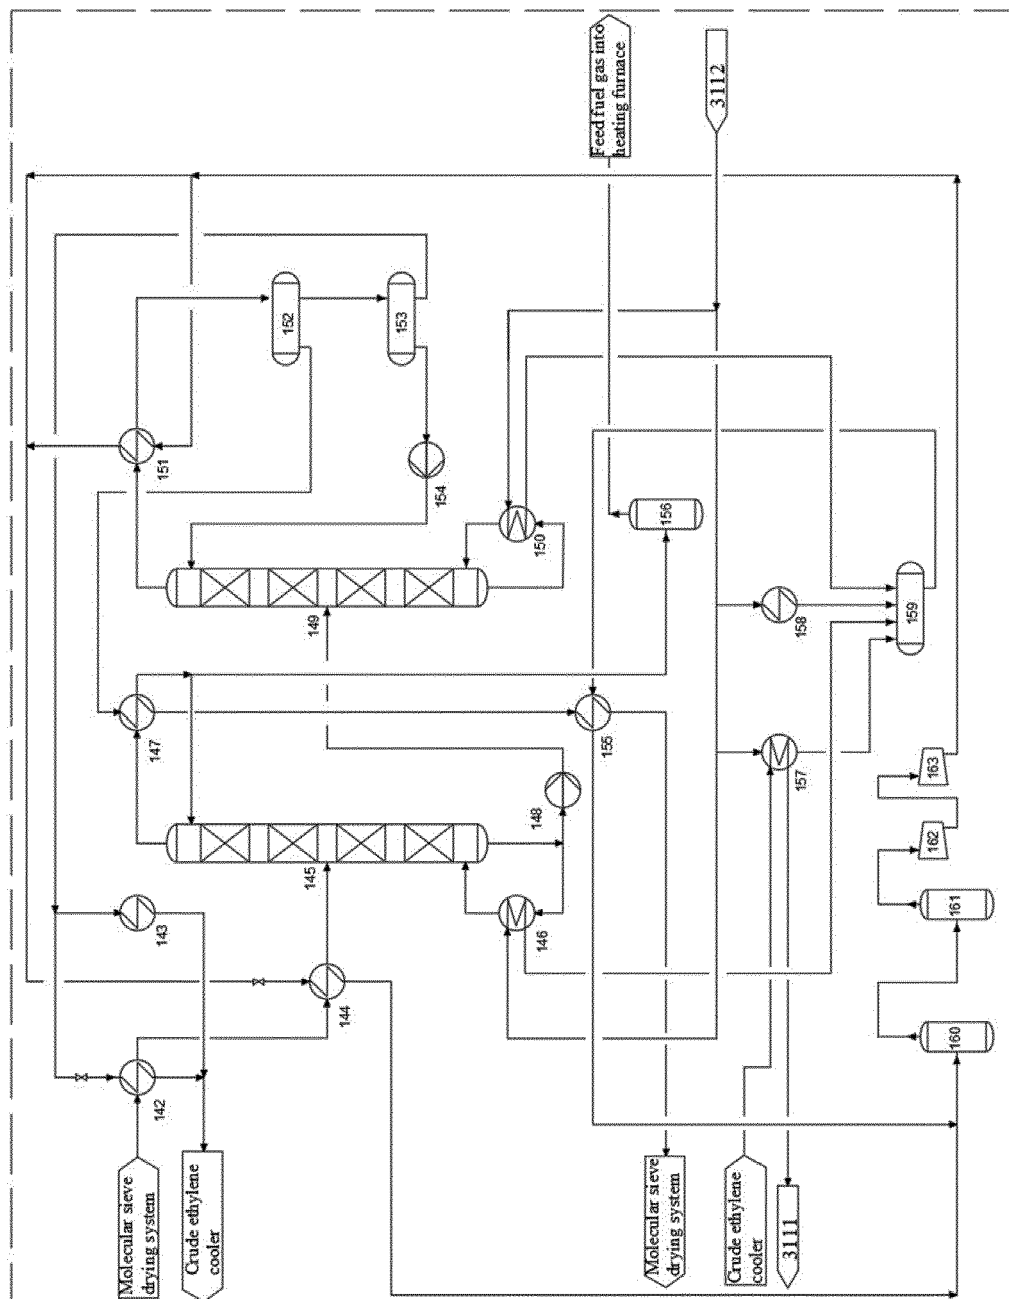 Feed fuel gas into
heating furnace
3112
152
153
151
154
150
156
149
158
159
147
155
157
163
148
162
145
161
146
143
144
160
142
Molecular sieve
drying system
Crude ethylene
cooler
Molecular sieve
drying system
Crude ethylene
cooler
3111